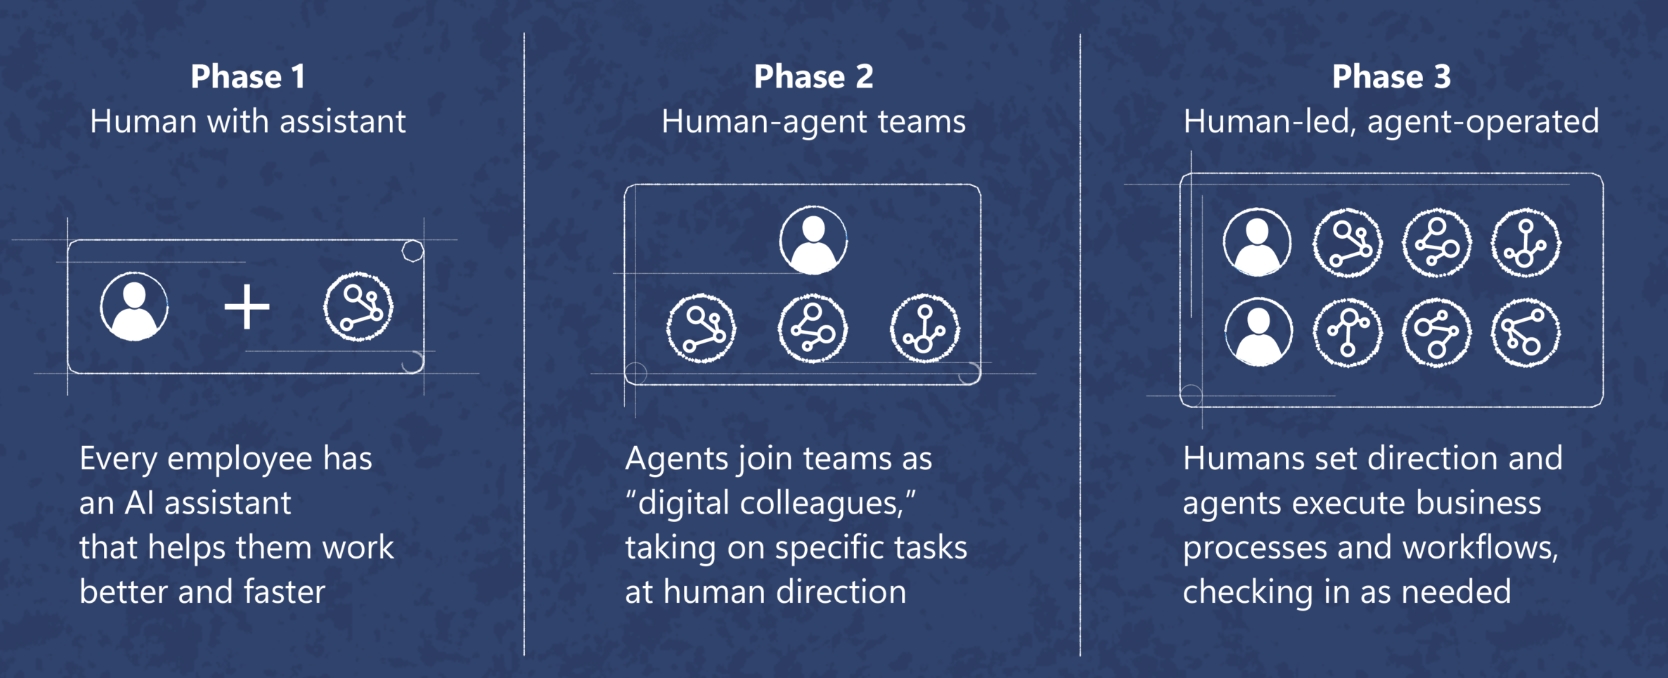 Phase 1
Human with assistant
Every employee has
an AI assistant
that helps them work
better and faster
Phase 2
Human-agent teams
Agents join teams as
“digital colleagues,”
taking on specific tasks
at human direction
Phase 3
Human-led, agent-operated
Humans set direction and
agents execute business
processes and workflows,
checking in as needed